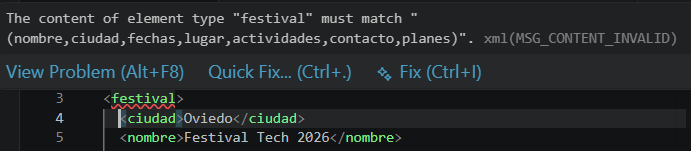 The content of element type "festival" must match "
(nombre,ciudad,fechas,lugar,actividades,contacto,planes)". xml(MSG_CONTENT_INVALID)
View Problem (Alt+F8) Quick Fix... (Ctrl+.) Fix (Ctrl+I)
3 <festival>
4 <ciudad>Oviedo</ciudad>
5 <nombre>Festival Tech 2026</nombre>